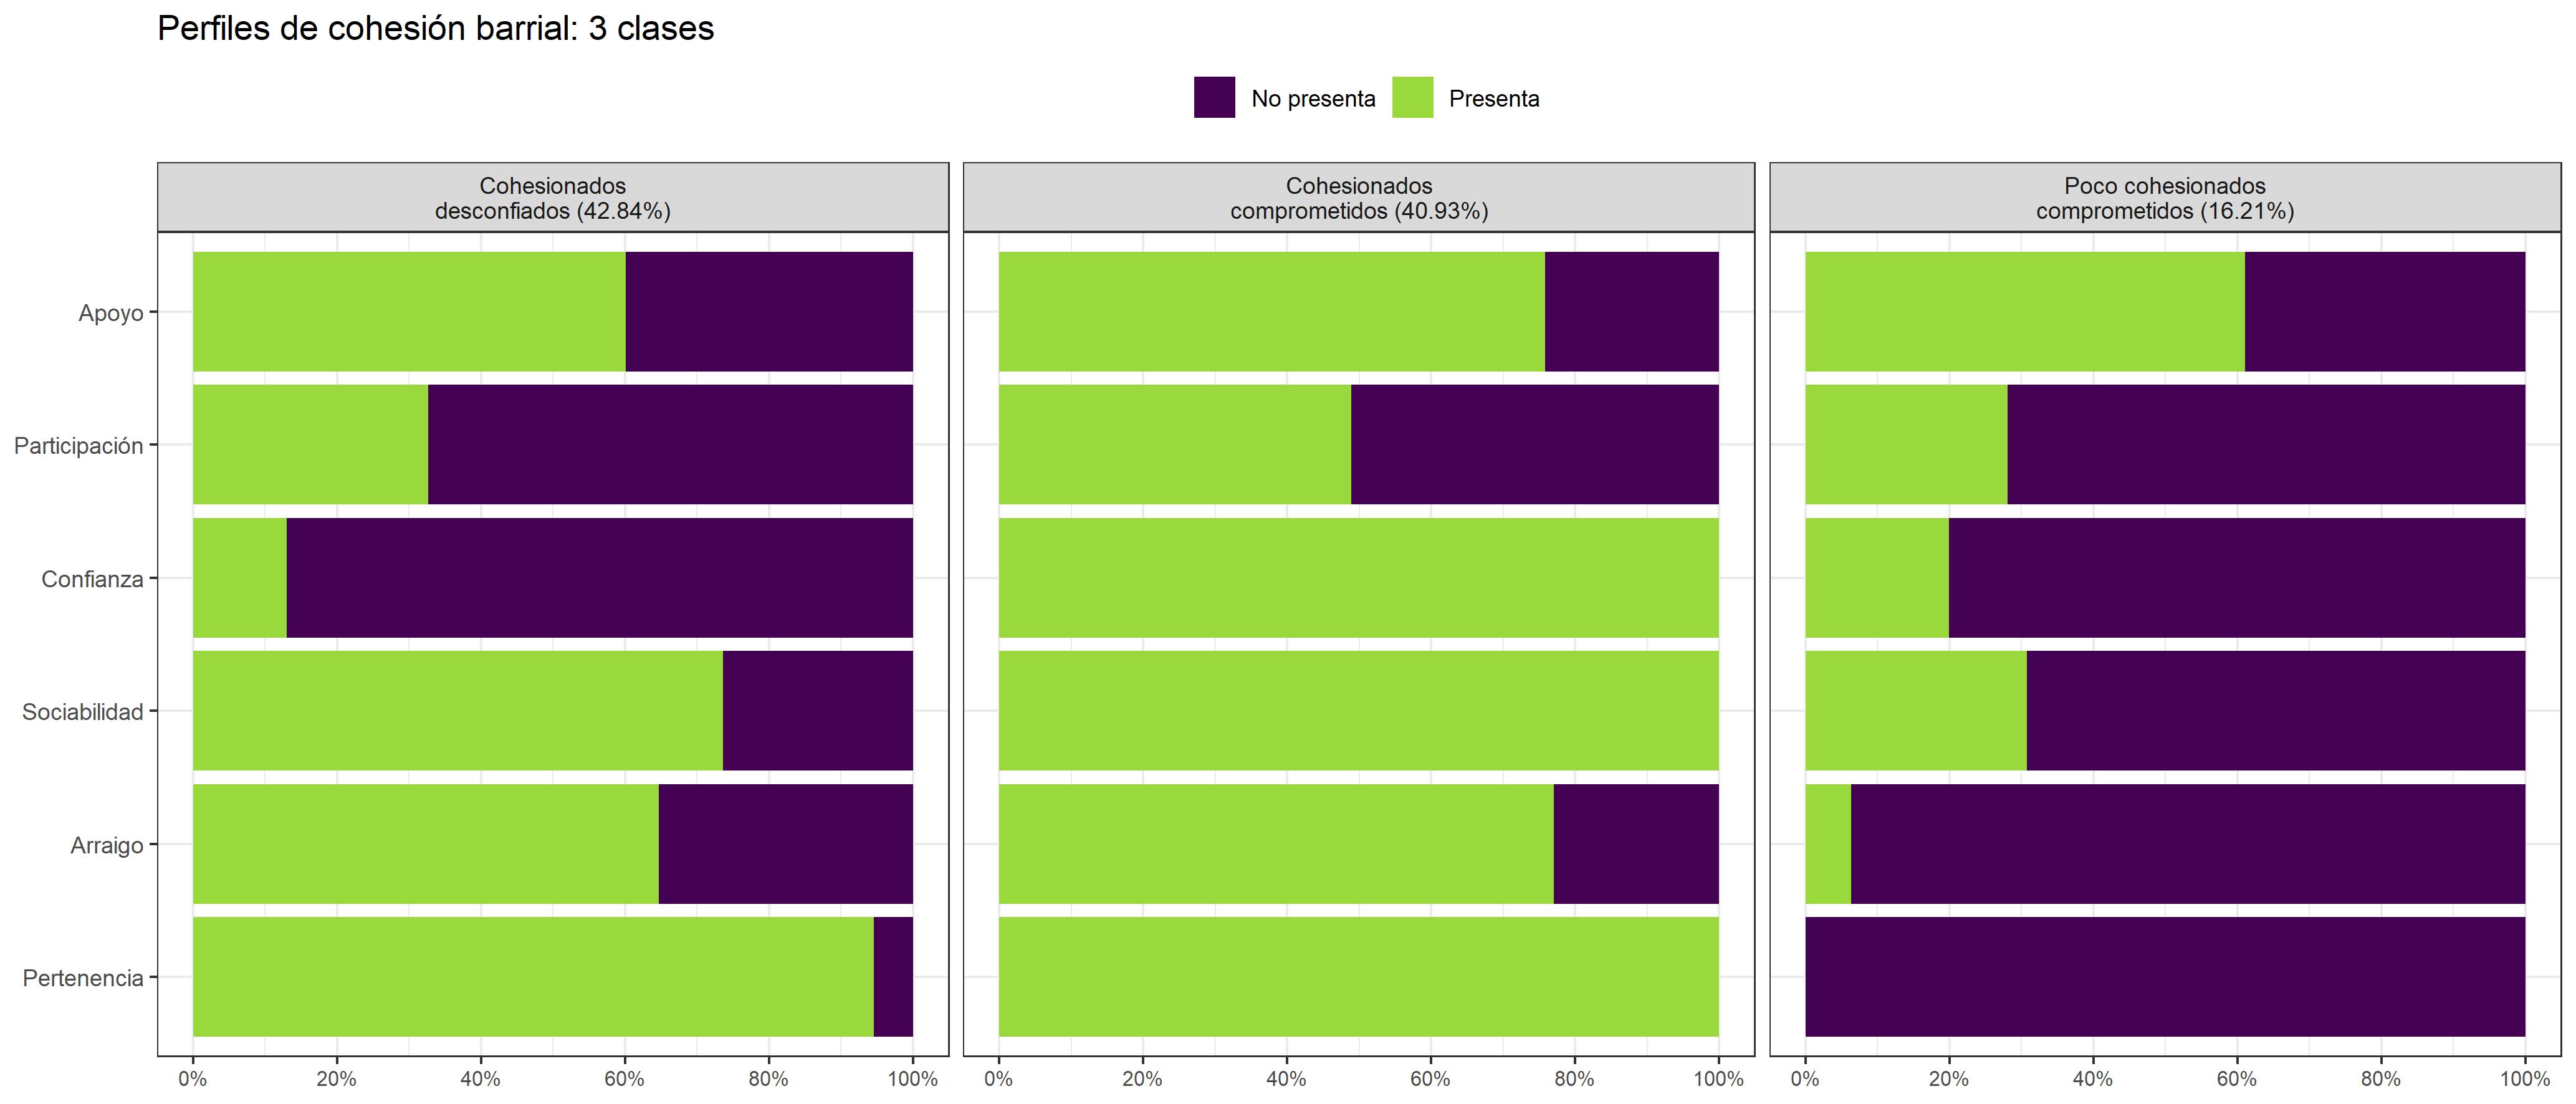 Perfiles de cohesión barrial: 3 clases
No presenta
Presenta
Cohesionados
desconfiados (42.84%)
Cohesionados
comprometidos (40.93%)
Poco cohesionados
comprometidos (16.21%)
Apoyo
Participación
Confianza
Sociabilidad
Arraigo
Pertenencia
0% 20% 40% 60% 80% 100%
0% 20% 40% 60% 80% 100%
0% 20% 40% 60% 80% 100%